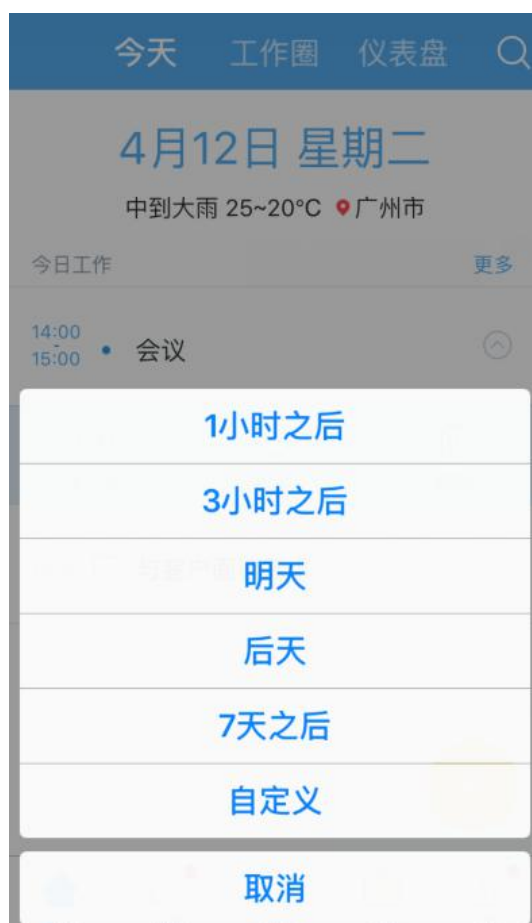 今天 工作圈 仪表盘
4月12日 星期二
中到大雨 25~20°C 广州市
今日工作 更多
14:00
-
15:00
会议
1小时之后
3小时之后
明天
后天
7天之后
自定义
取消